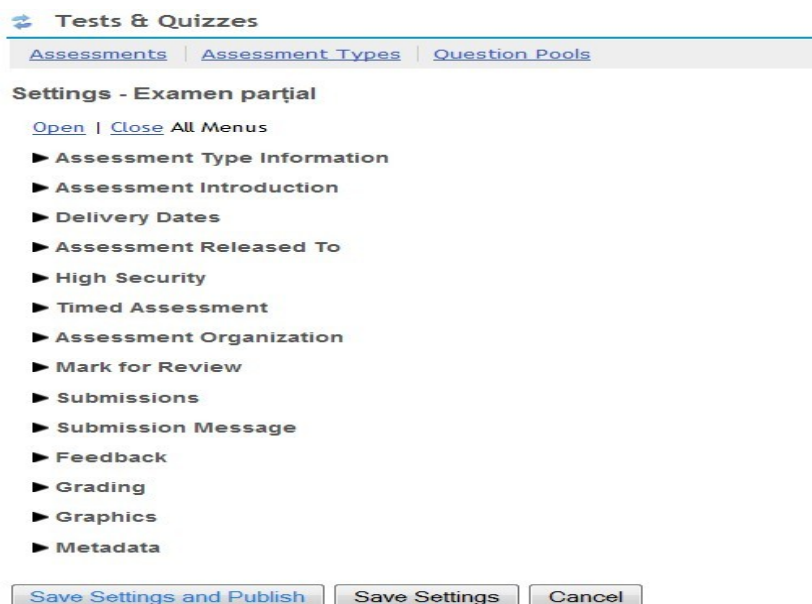 Tests & Quizzes
Assessments | Assessment Types | Question Pools
Settings - Examen parțial
Open | Close All Menus
Assessment Type Information
Assessment Introduction
Delivery Dates
Assessment Released To
High Security
Timed Assessment
Assessment Organization
Mark for Review
Submissions
Submission Message
Feedback
Grading
Graphics
Metadata
Save Settings and Publish Save Settings Cancel